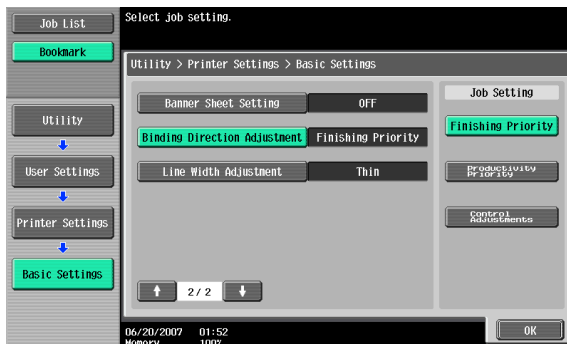 Job List
Select job setting.
Bookmark
Utility > Printer Settings > Basic Settings
Job Setting
Banner Sheet Setting OFF
Finishing Priority
Utility
Binding Direction Adjustment Finishing Priority
User Settings
Line Width Adjustment Thin
Productivity
Priority
Printer Settings
Control
Adjustments
Basic Settings
2/ 2
06/20/2007 01:52
Memory 100%
OK